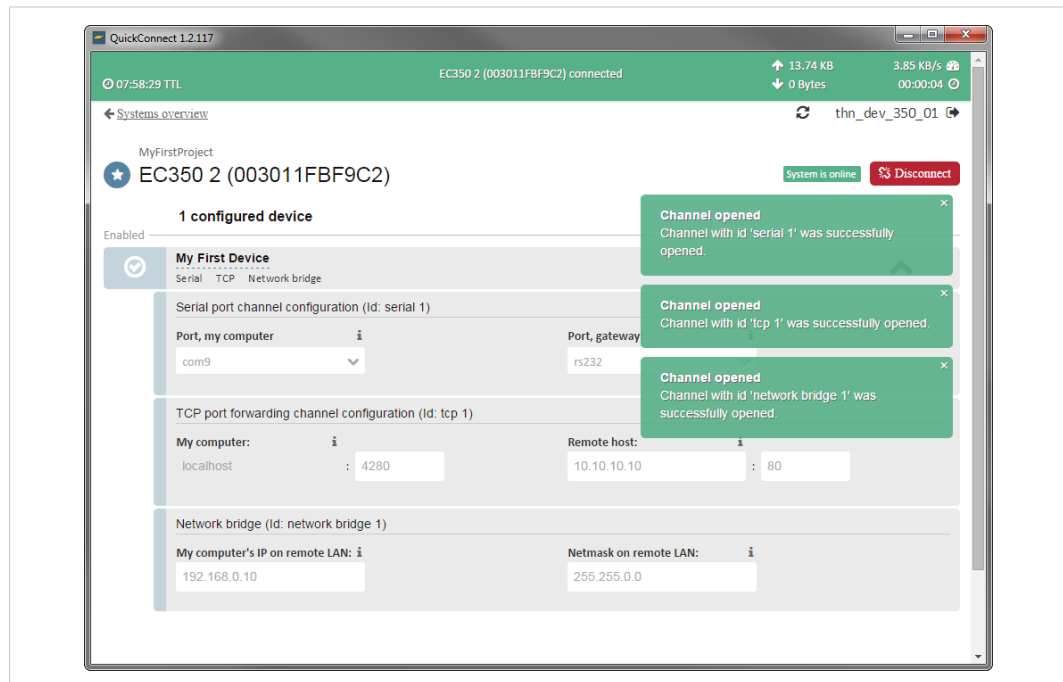 QuickConnect 1.2.117
07:58:29 TTL
EC350 2 (003011FBF9C2) connected
13.74 KB
3.85 KB/s
0 Bytes
00:00:04
Systems overview
thn_dev_350_01
MyFirstProject
EC350 2 (003011FBF9C2)
System is online
Disconnect
1 configured device
Enabled
Channel opened
Channel with id 'serial 1' was successfully
opened.
My First Device
Serial TCP Network bridge
Channel opened
Channel with id 'tcp 1' was successfully opened.
Serial port channel configuration (Id: serial 1)
Port, my computer
Port, gateway
com9
rs232
Channel opened
Channel with id 'network bridge 1' was
successfully opened.
TCP port forwarding channel configuration (Id: tcp 1)
My computer:
Remote host:
localhost : 4280
10.10.10.10 : 80
Network bridge (Id: network bridge 1)
My computer's IP on remote LAN:
Netmask on remote LAN:
192.168.0.10
255.255.0.0